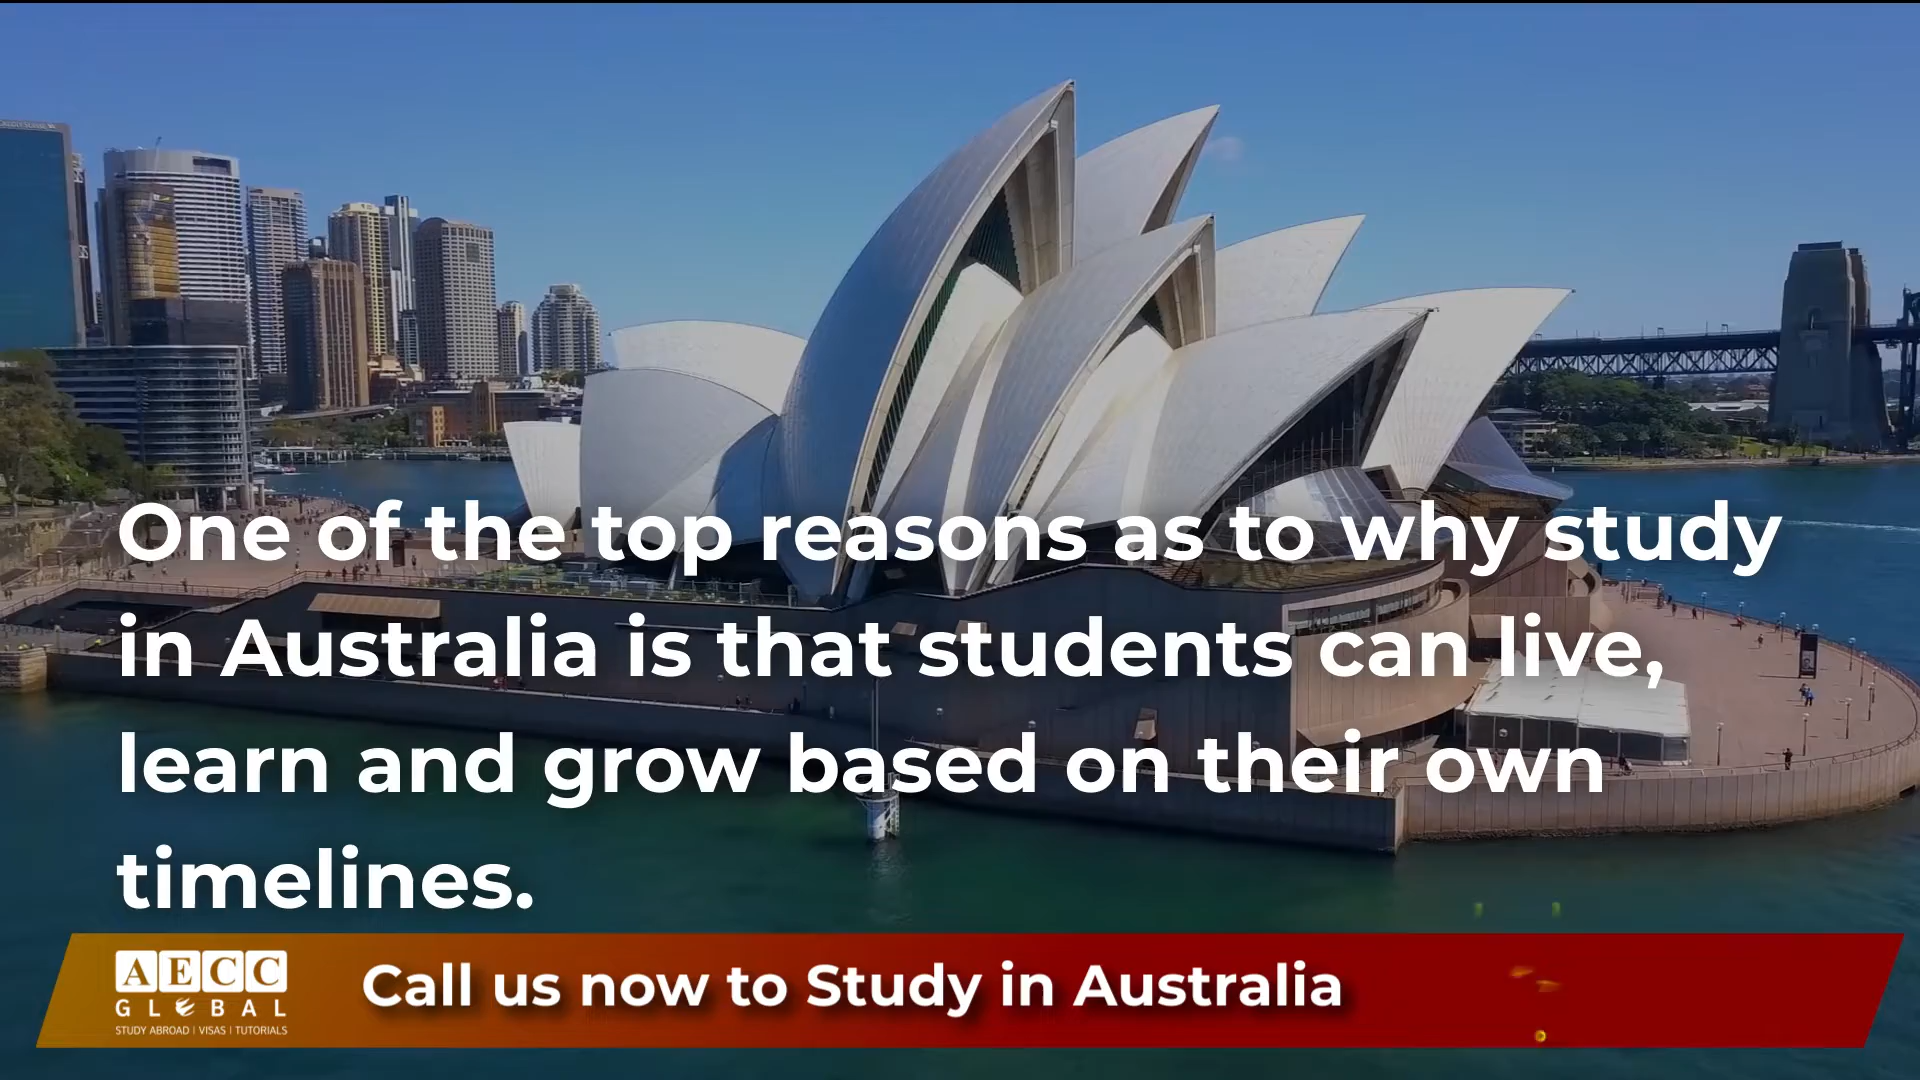 One of the top reasons as to why study
in Australia is that students can live,
learn and grow based on their own
timelines.
AECC
GLOBAL
STUDY ABROAD | VISAS | TUTORIALS
Call us now to Study in Australia